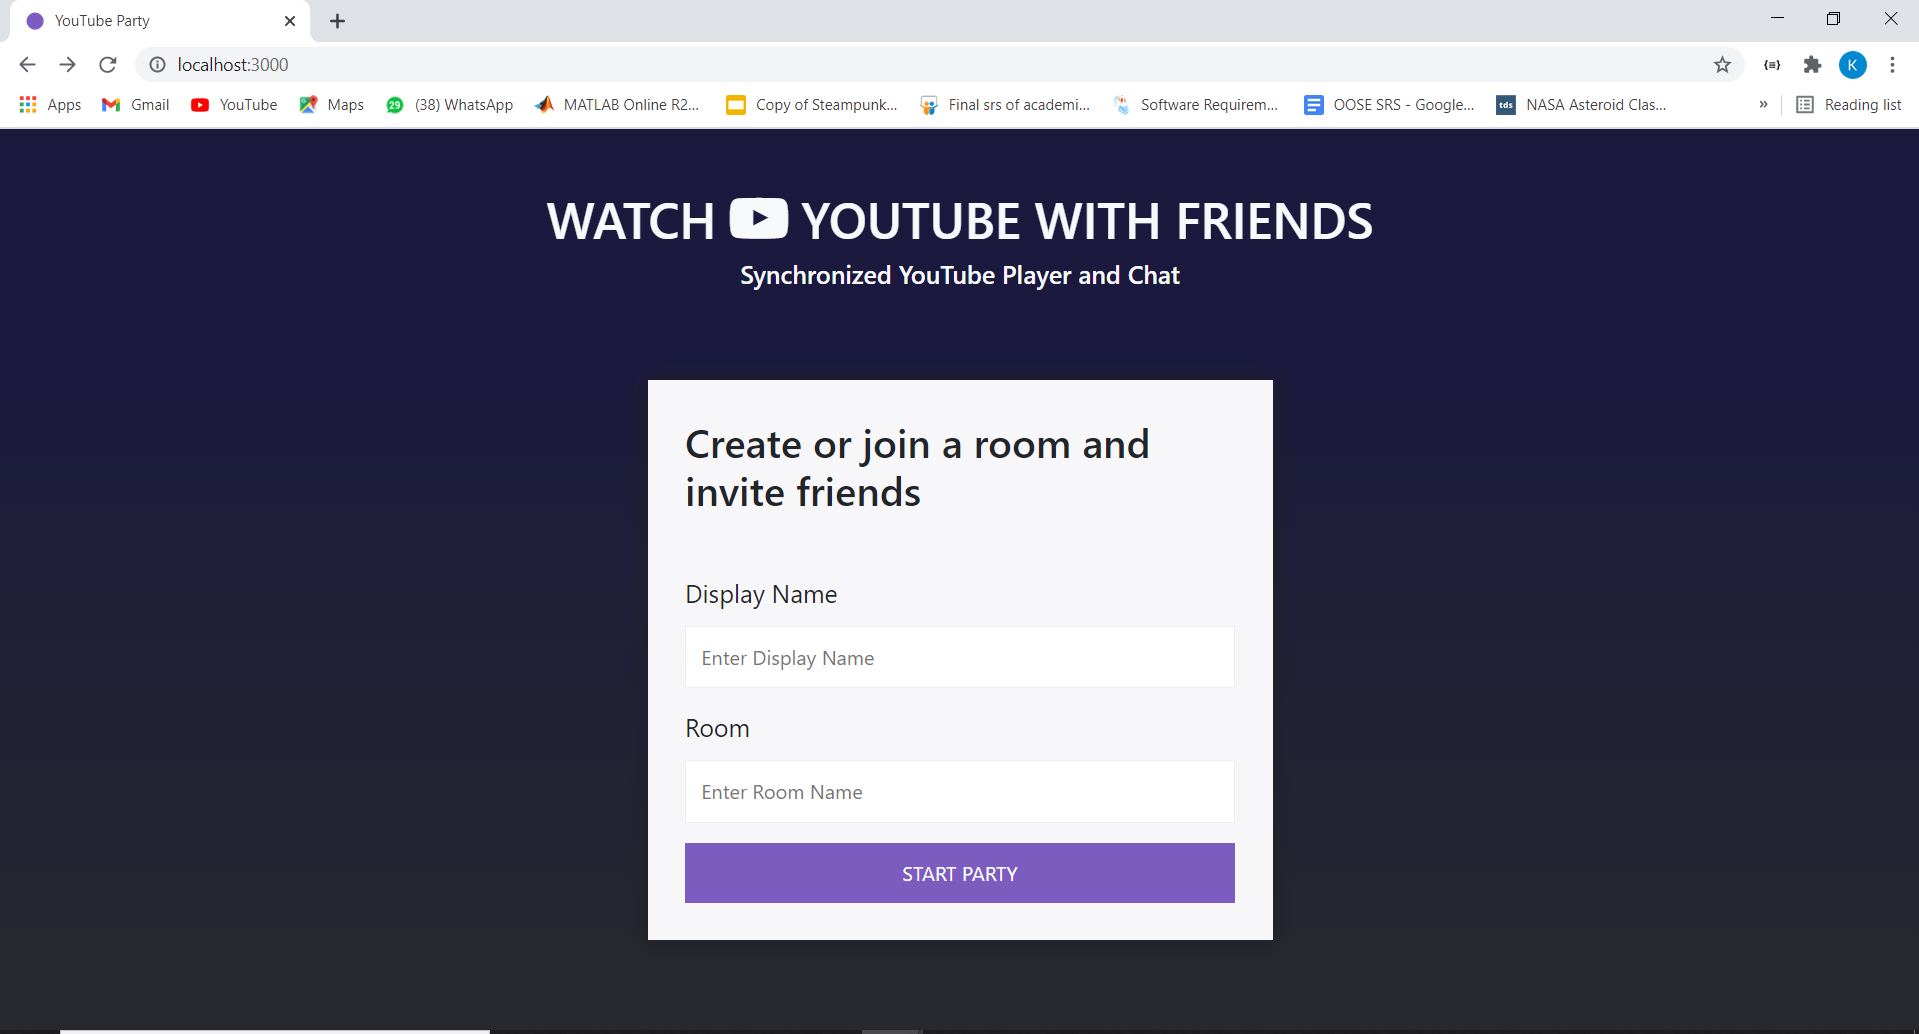 YouTube Party
localhost:3000
K
Apps
Gmail
YouTube
Maps
29
(38) WhatsApp
MATLAB Online R2...
Copy of Steampunk...
Final srs of academi...
Software Requirem...
OOSE SRS - Google...
tds
NASA Asteroid Clas...
»
Reading list
WATCH YOUTUBE WITH FRIENDS
Synchronized YouTube Player and Chat
Create or join a room and
invite friends
Display Name
Enter Display Name
Room
Enter Room Name
START PARTY